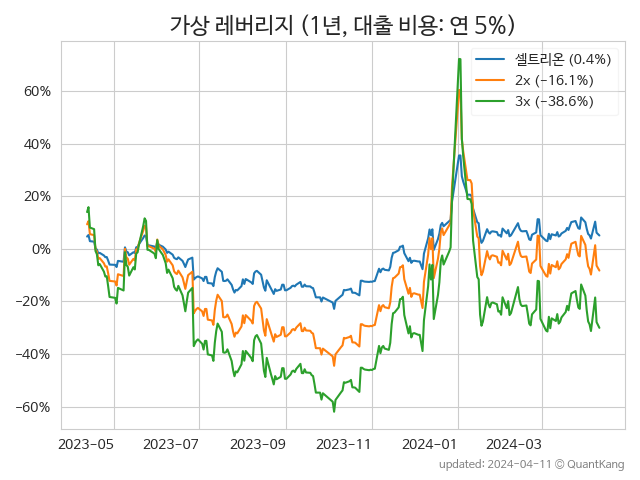 가상 레버리지 (1년, 대출 비용: 연 5%)
셀트리온 (0.4%)
2x (−16.1%)
3x (−38.6%)
60%
40%
20%
0%
−20%
−40%
−60%
2023-05 2023-07 2023-09 2023-11 2024-01 2024-03
updated: 2024-04-11 © QuantKang